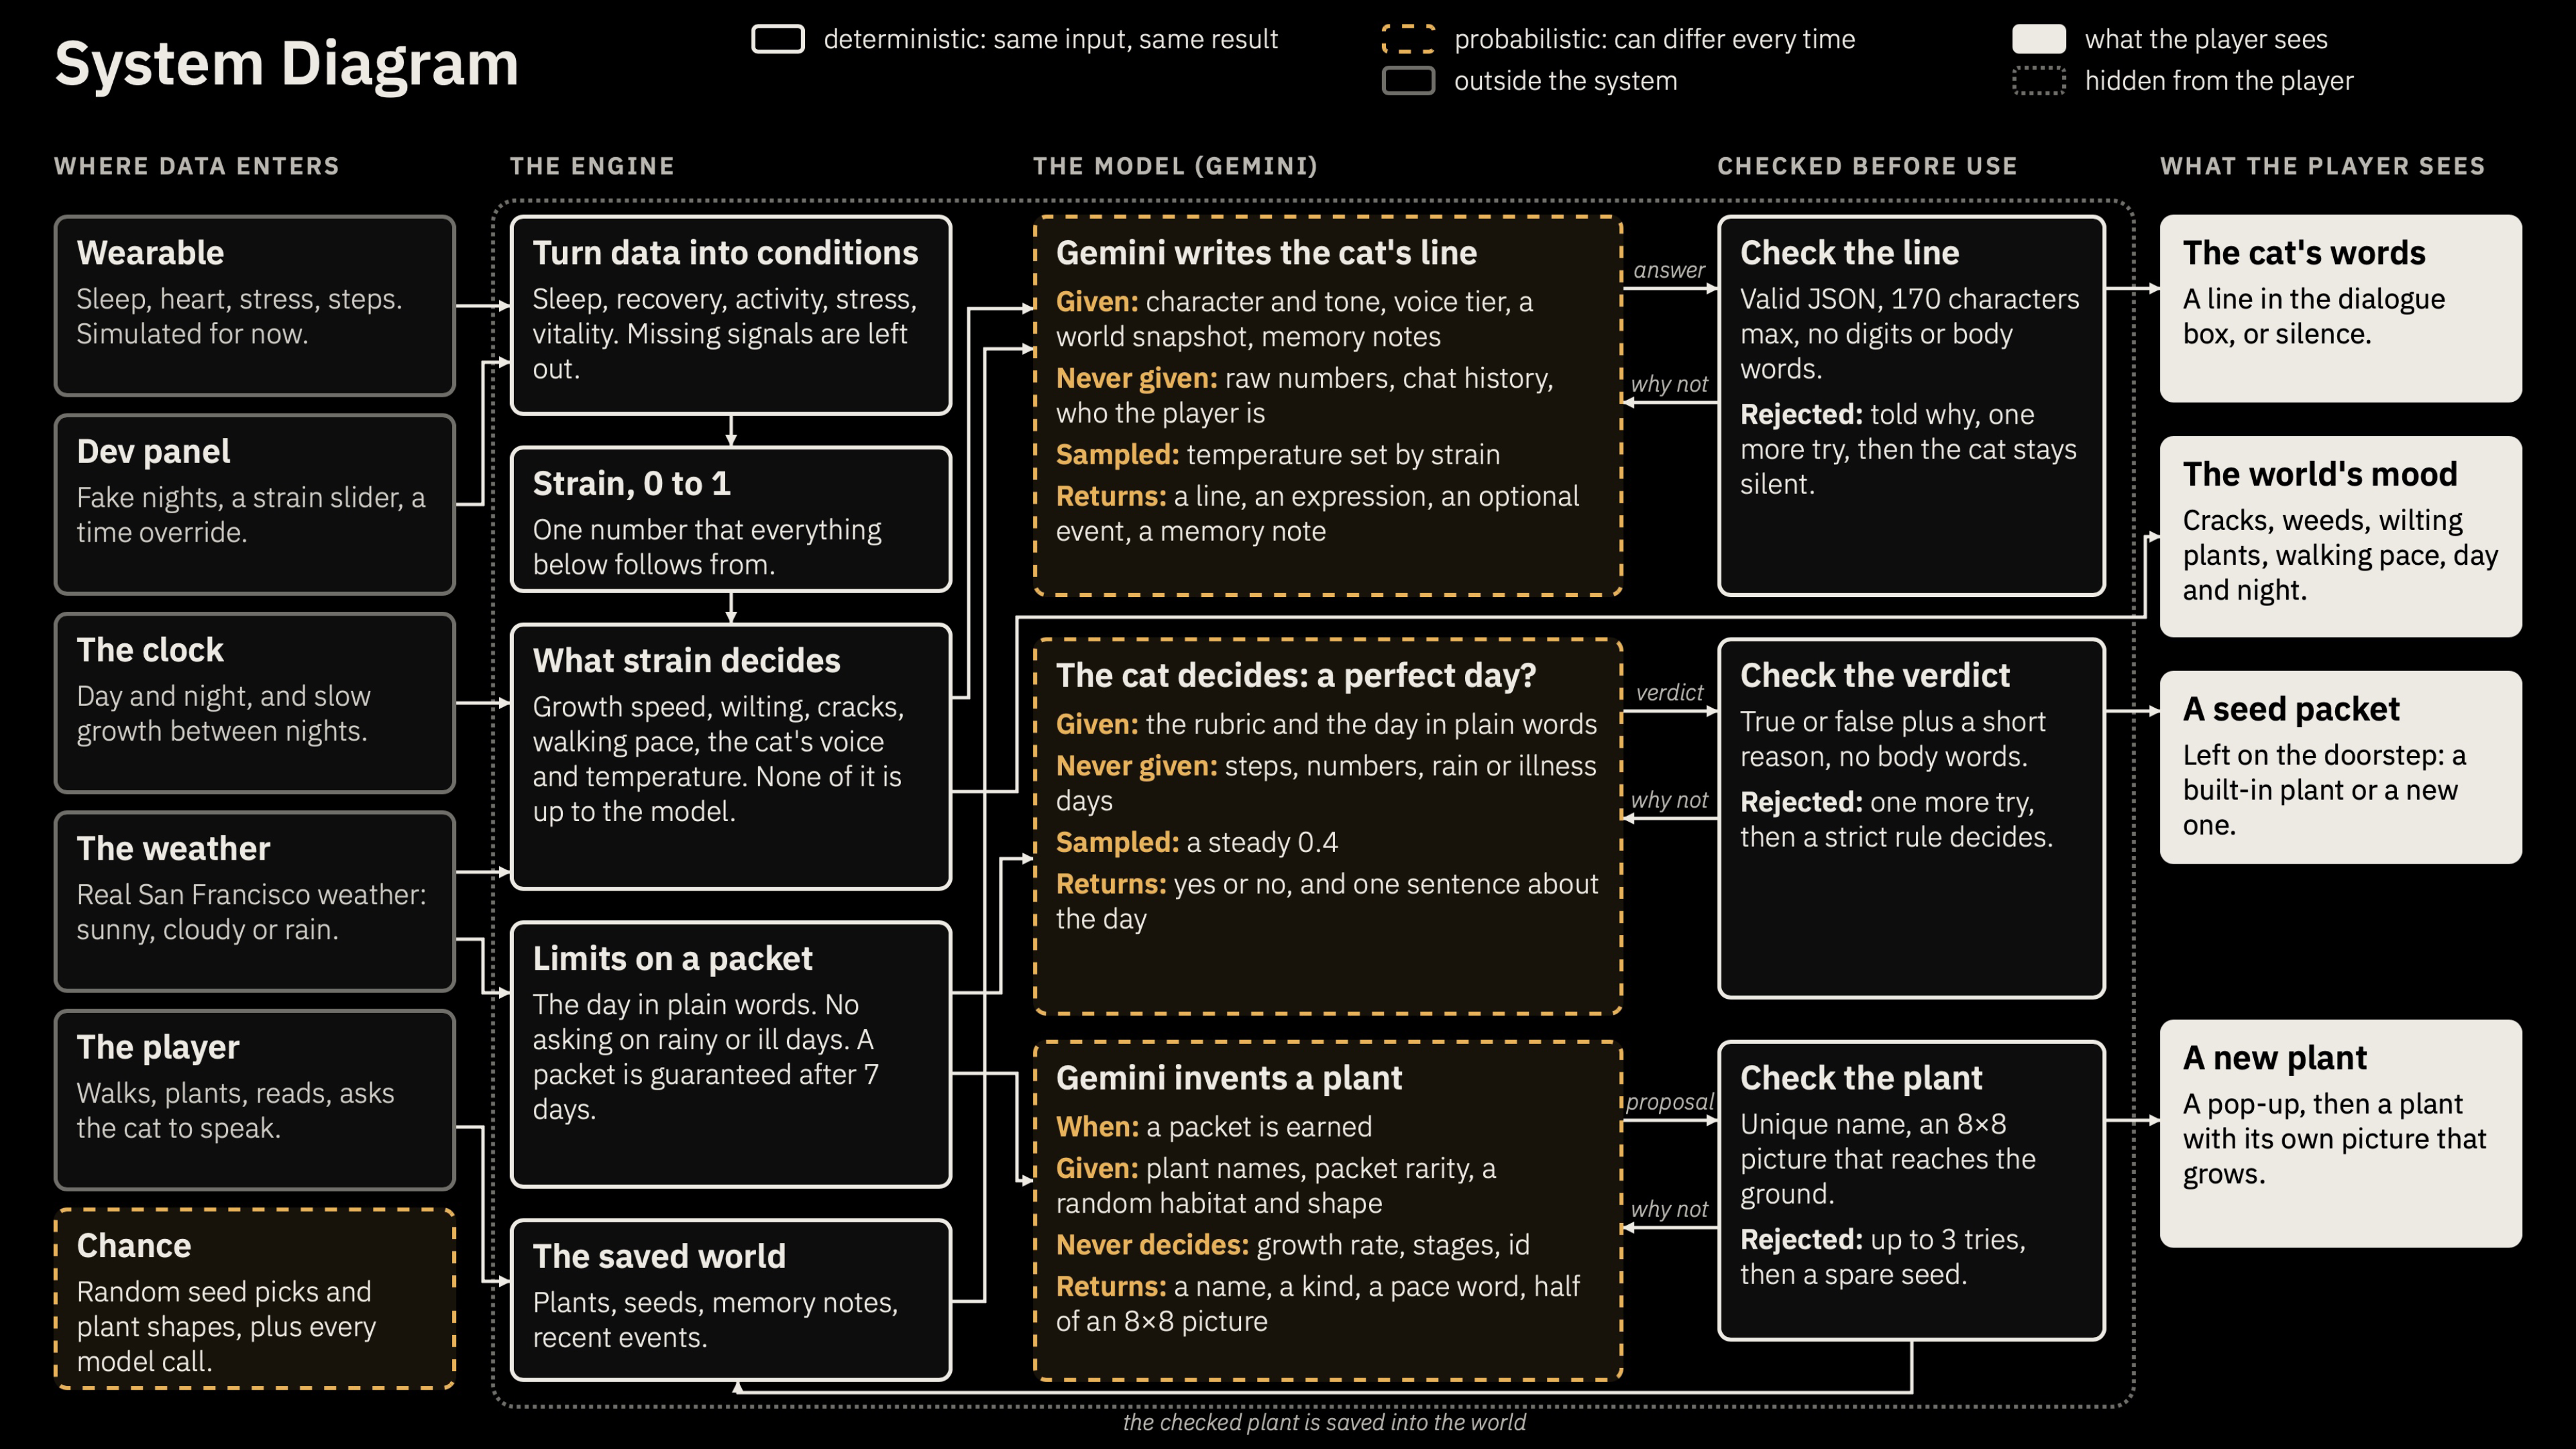 System Diagram
deterministic: same input, same result
probabilistic: can differ every time
what the player sees
outside the system
hidden from the player
WHERE DATA ENTERS
THE ENGINE
THE MODEL (GEMINI)
CHECKED BEFORE USE
WHAT THE PLAYER SEES
Wearable
Sleep, heart, stress, steps.
Simulated for now.
Dev panel
Fake nights, a strain slider, a
time override.
The clock
Day and night, and slow
growth between nights.
The weather
Real San Francisco weather:
sunny, cloudy or rain.
The player
Walks, plants, reads, asks
the cat to speak.
Chance
Random seed picks and
plant shapes, plus every
model call.
Turn data into conditions
Sleep, recovery, activity, stress,
vitality. Missing signals are left
out.
Strain, 0 to 1
One number that everything
below follows from.
What strain decides
Growth speed, wilting, cracks,
walking pace, the cat's voice
and temperature. None of it is
up to the model.
Limits on a packet
The day in plain words. No
asking on rainy or ill days. A
packet is guaranteed after 7
days.
The saved world
Plants, seeds, memory notes,
recent events.
Gemini writes the cat's line
Given: character and tone, voice tier, a
world snapshot, memory notes
Never given: raw numbers, chat history,
who the player is
Sampled: temperature set by strain
Returns: a line, an expression, an optional
event, a memory note
The cat decides: a perfect day?
Given: the rubric and the day in plain words
Never given: steps, numbers, rain or illness
days
Sampled: a steady 0.4
Returns: yes or no, and one sentence about
the day
Gemini invents a plant
When: a packet is earned
Given: plant names, packet rarity, a
random habitat and shape
Never decides: growth rate, stages, id
Returns: a name, a kind, a pace word, half
of an 8×8 picture
answer
why not
verdict
why not
proposal
why not
Check the line
Valid JSON, 170 characters
max, no digits or body
words.
Rejected: told why, one
more try, then the cat stays
silent.
Check the verdict
True or false plus a short
reason, no body words.
Rejected: one more try,
then a strict rule decides.
Check the plant
Unique name, an 8×8
picture that reaches the
ground.
Rejected: up to 3 tries,
then a spare seed.
The cat's words
A line in the dialogue
box, or silence.
The world's mood
Cracks, weeds, wilting
plants, walking pace, day
and night.
A seed packet
Left on the doorstep: a
built-in plant or a new
one.
A new plant
A pop-up, then a plant
with its own picture that
grows.
the checked plant is saved into the world